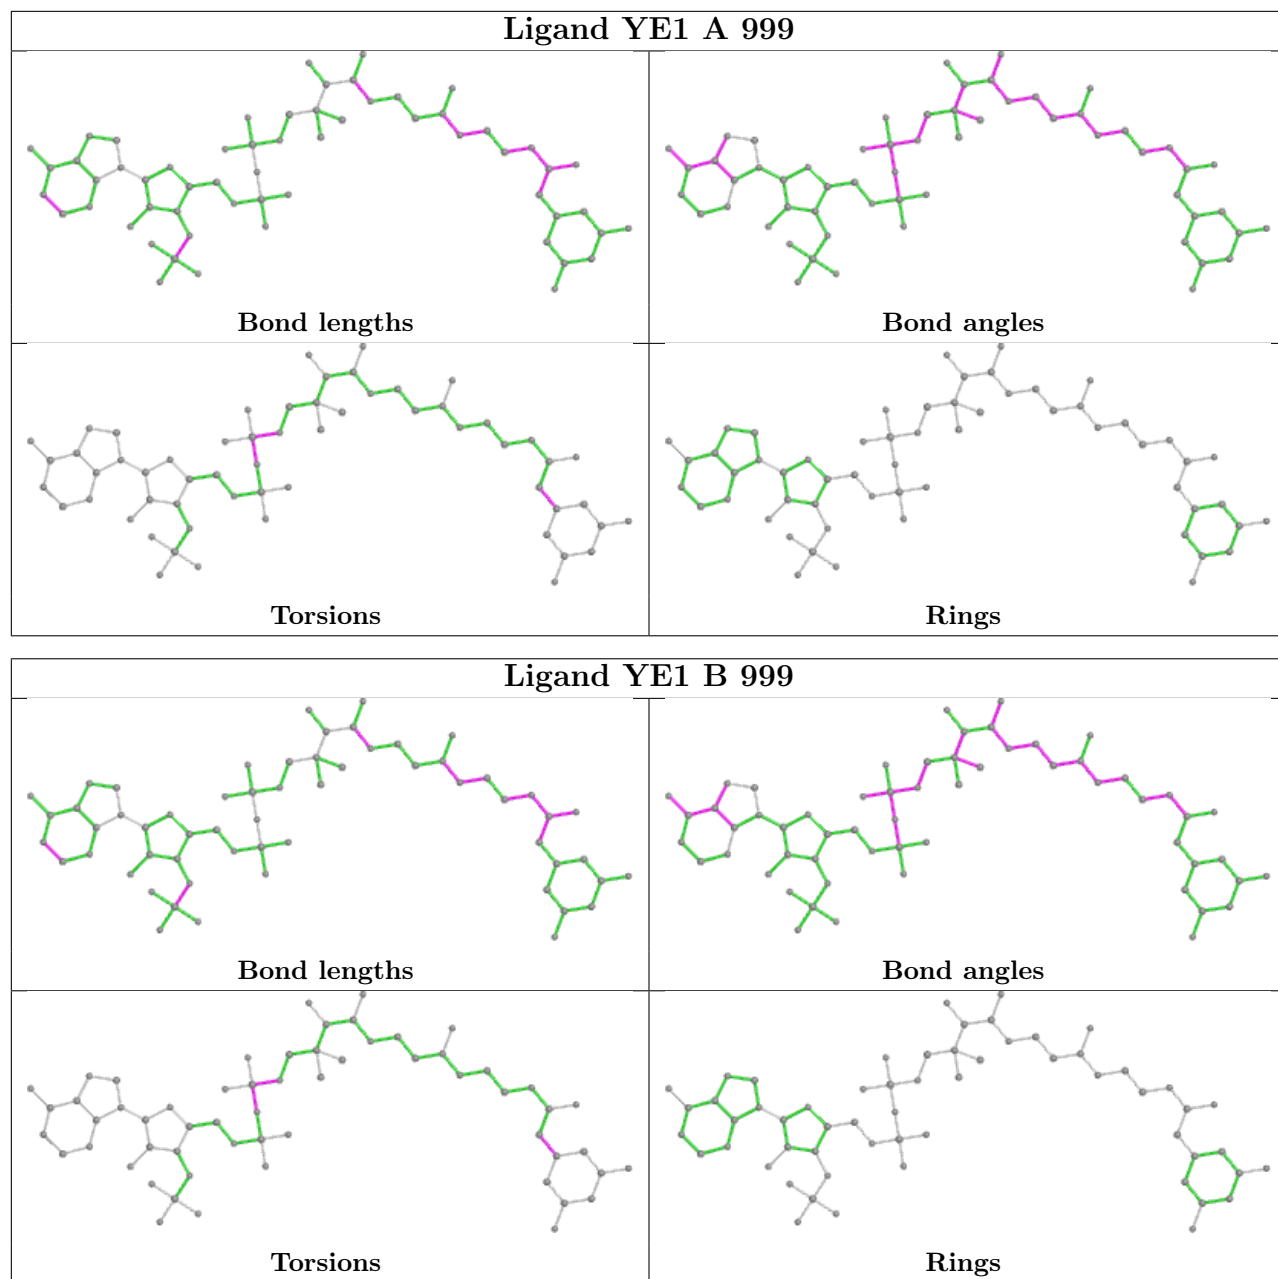 Ligand YE1 A 999
Bond lengths
Bond angles
Torsions
Rings
Ligand YE1 B 999
Bond lengths
Bond angles
Torsions
Rings